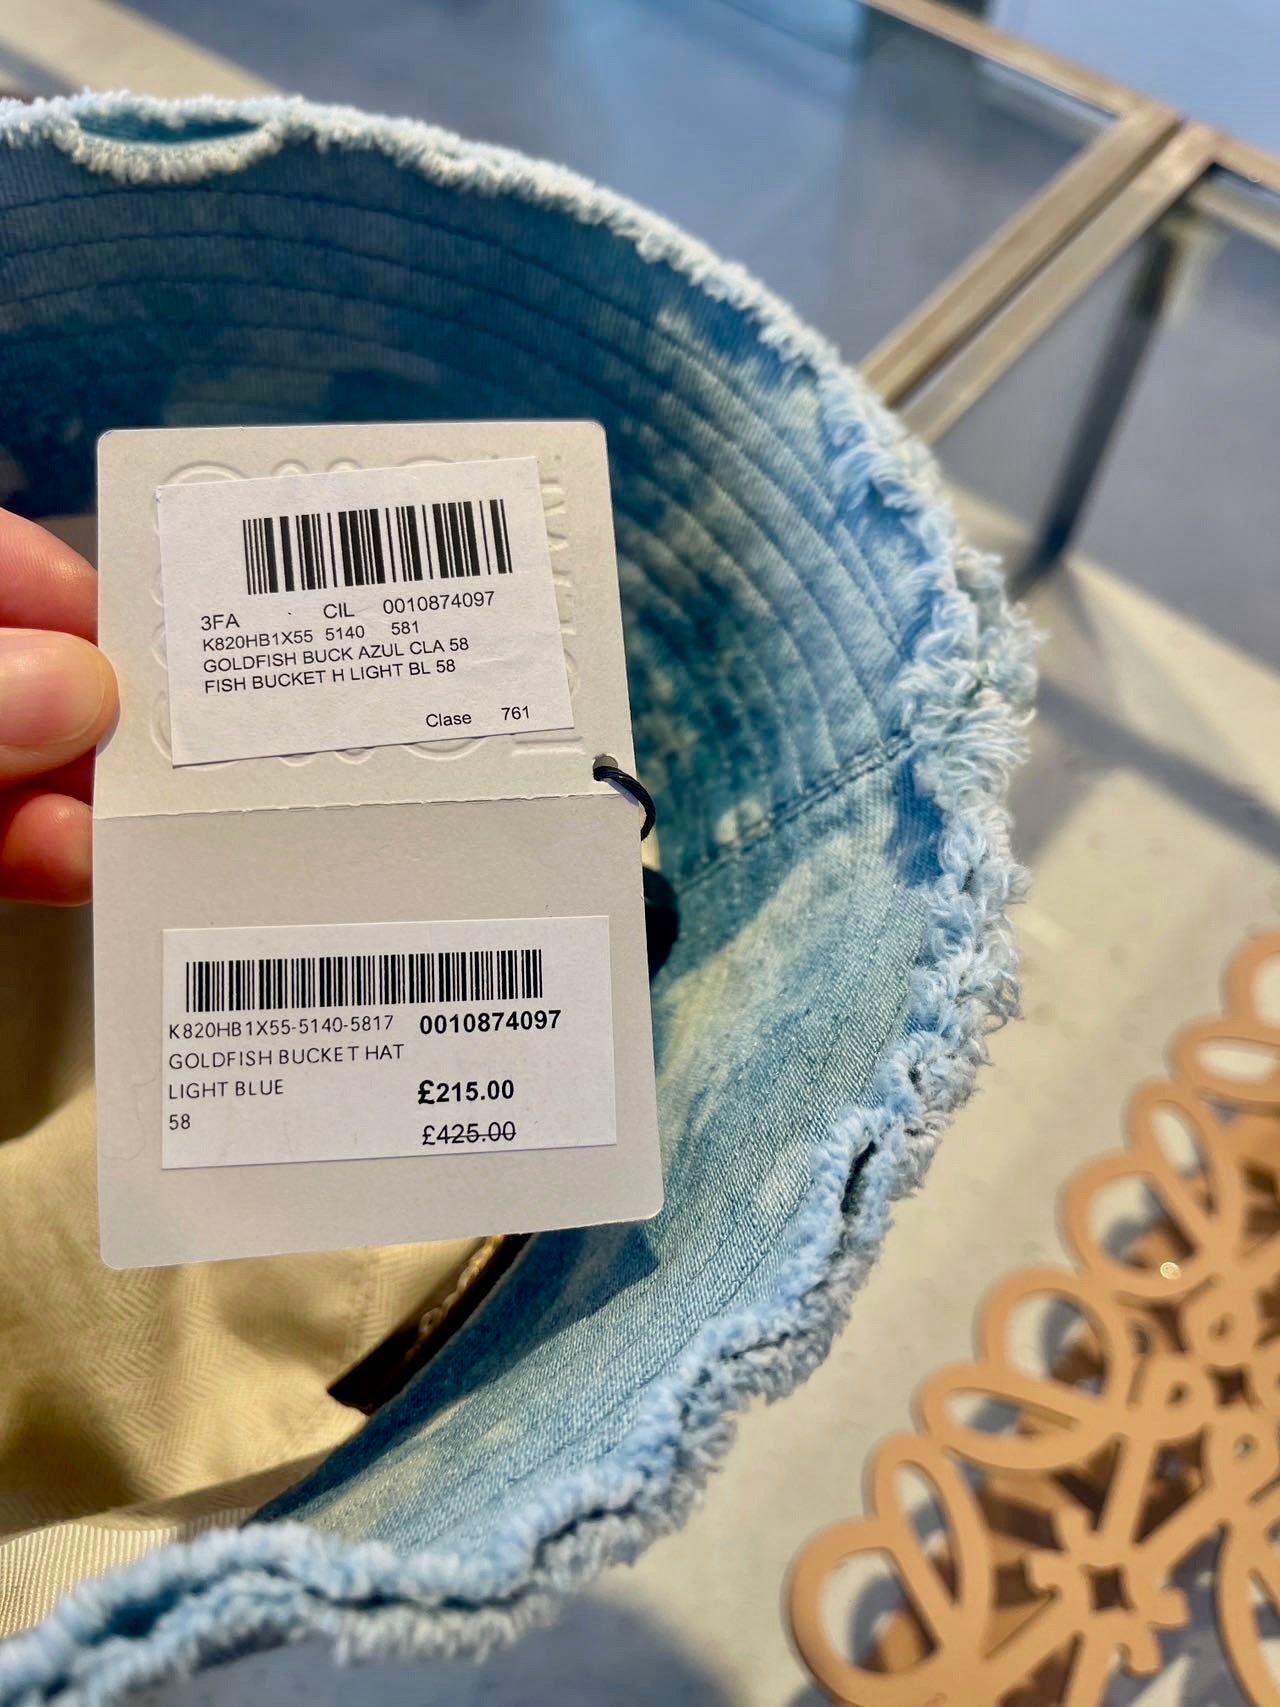 3FA CIL 0010874097
K820HB1X55 5140 581
GOLDFISH BUCK AZUL CLA 58
FISH BUCKET H LIGHT BL 58
Clase 761
K820HB1X55-5140-5817 0010874097
GOLDFISH BUCKET HAT
LIGHT BLUE £215.00
58 £425.00